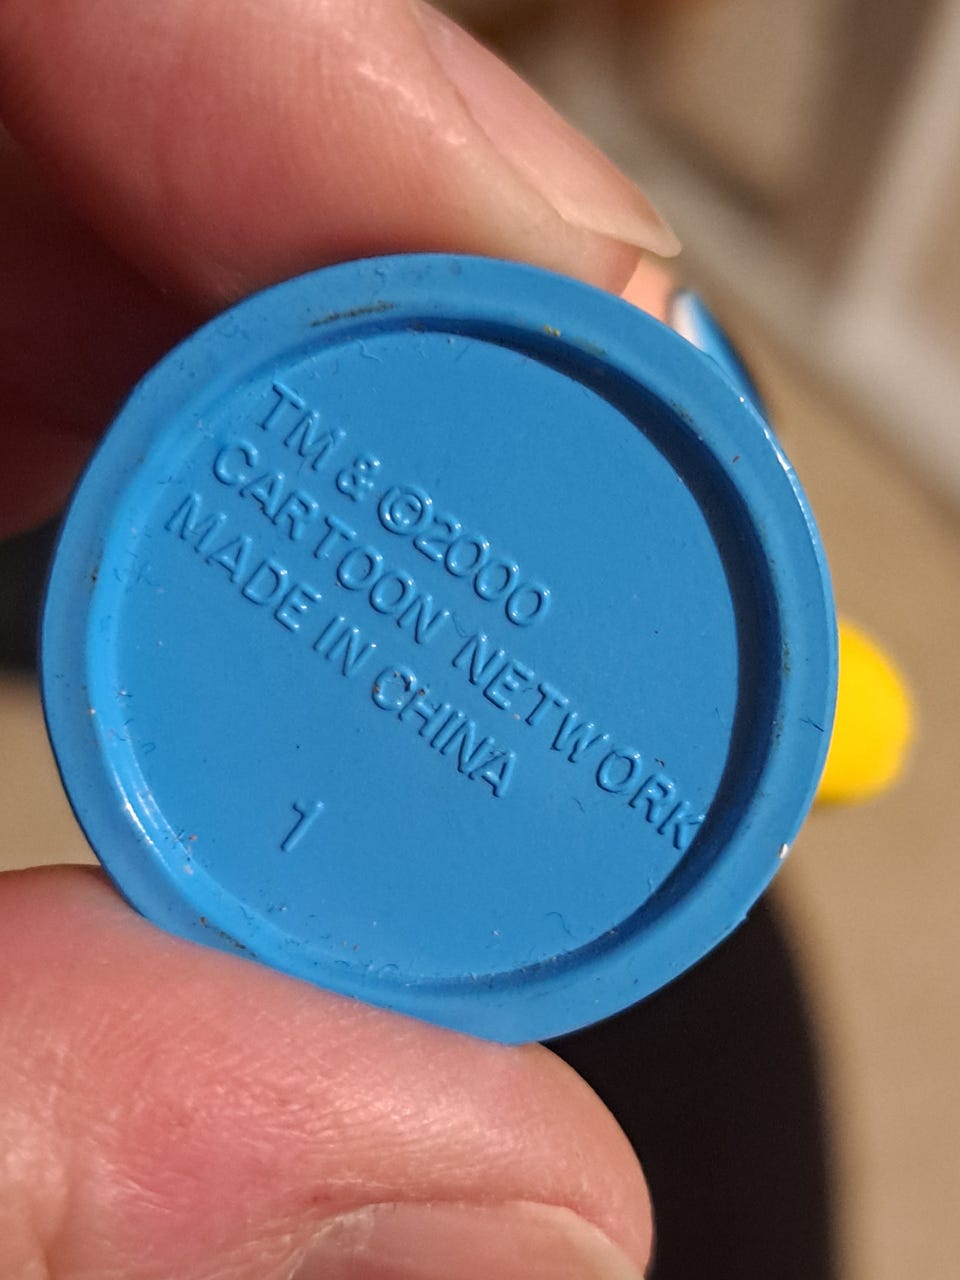 TM & ©2000
CARTOON NETWORK
MADE IN CHINA
1